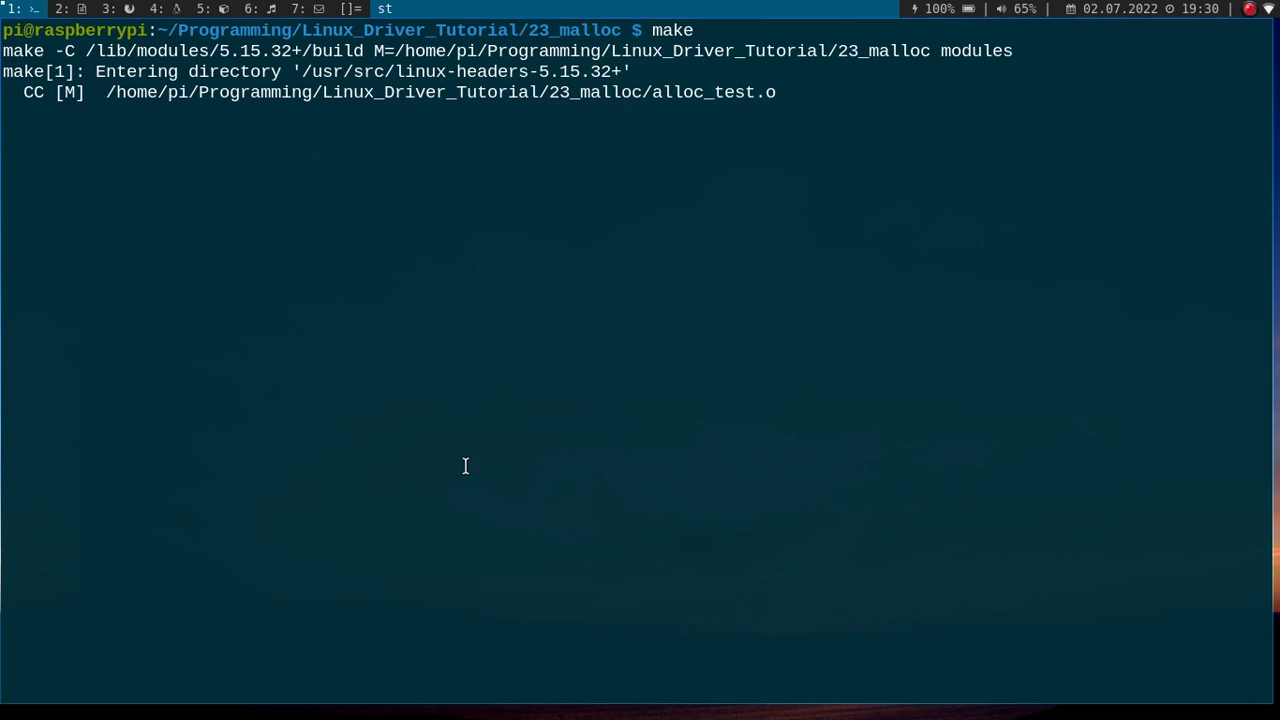 1: 2: 3: 4: 5: 6: 7: []= st 100% | 65% | 02.07.2022 19:30 |
pi@raspberrypi:~/Programming/Linux_Driver_Tutorial/23_malloc $ make
make -C /lib/modules/5.15.32+/build M=/home/pi/Programming/Linux_Driver_Tutorial/23_malloc modules
make[1]: Entering directory '/usr/src/linux-headers-5.15.32+'
  CC [M]  /home/pi/Programming/Linux_Driver_Tutorial/23_malloc/alloc_test.o